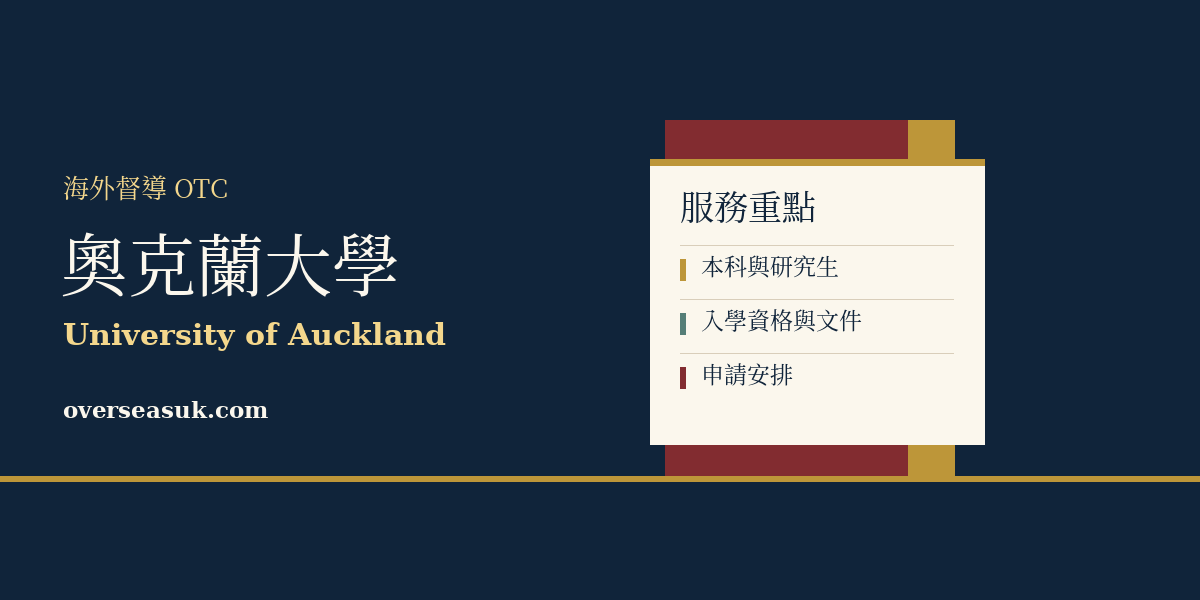 海外督導 OTC
奧克蘭大學
University of Auckland
overseasuk.com
服務重點
本科與研究生
入學資格與文件
申請安排